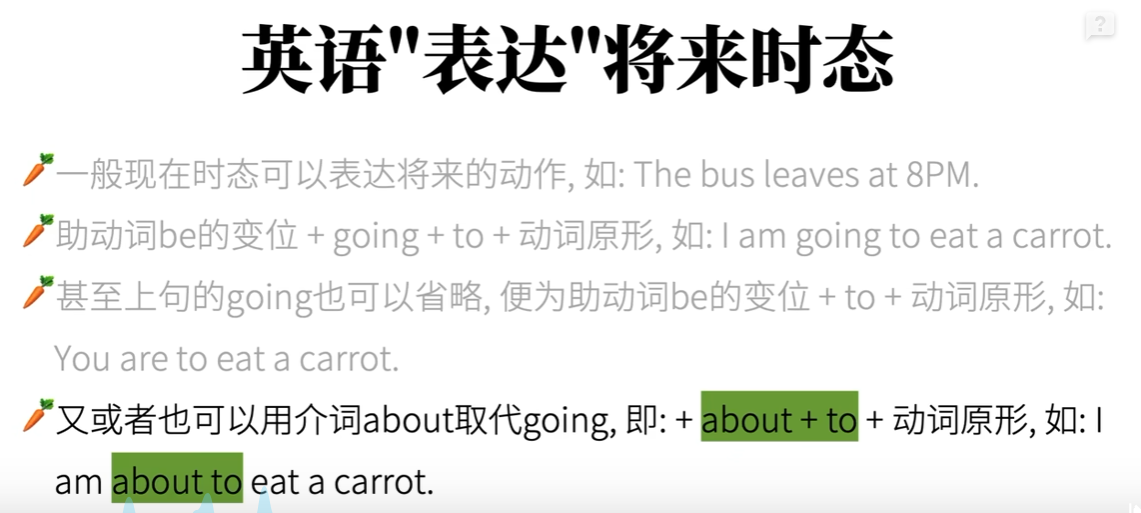 英语"表达"将来时态
一般现在时态可以表达将来的动作, 如: The bus leaves at 8PM.
助动词be的变位 + going + to + 动词原形, 如: I am going to eat a carrot.
甚至上句的going也可以省略, 便为助动词be的变位 + to + 动词原形, 如:
You are to eat a carrot.
又或者也可以用介词about取代going, 即: + about + to + 动词原形, 如: I
am about to eat a carrot.